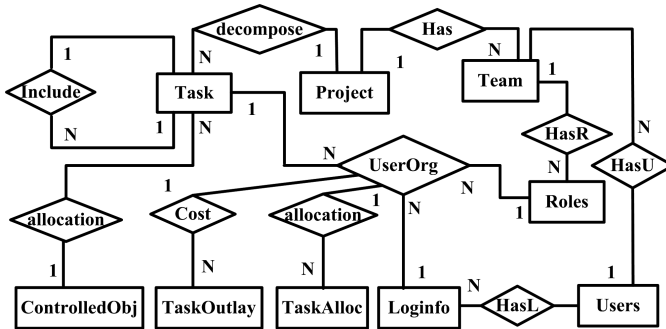 decompose
1
N
1
1
Has
N
Include
Task
Project
Team
1
1
N
1
N
HasR
N
N
HasU
UserOrg
N
N
Roles
1
allocation
1
Cost
allocation
1
N
1
N
N
1
N
1
ControlledObj
TaskOutlay
TaskAlloc
Loginfo
HasL
Users